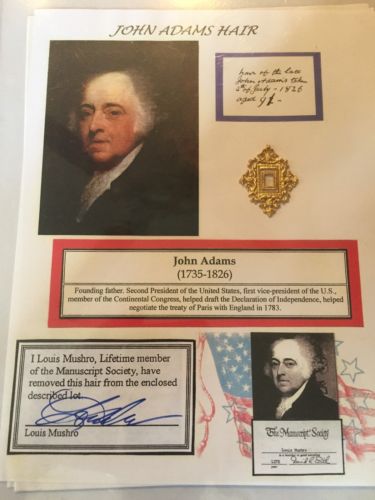 JOHN ADAMS HAIR
hair of the late
John Adams taken
4th of July - 1826
aged 91 -
John Adams
(1735-1826)
Founding father. Second President of the United States, first vice-president of the U.S.,
member of the Continental Congress, helped draft the Declaration of Independence, helped
negotiate the treaty of Paris with England in 1783.
I Louis Mushro, Lifetime member
of the Manuscript Society, have
removed this hair from the enclosed
described lot.
Louis Mushro
The Manuscript Society
Louis Mushro